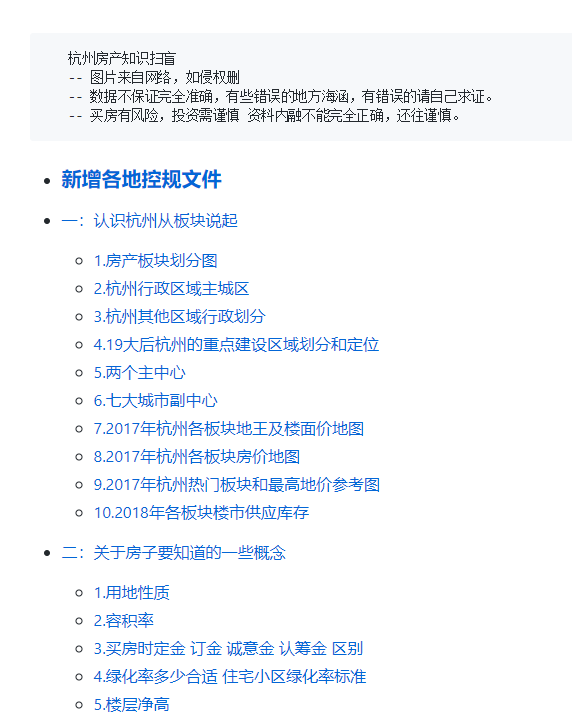 杭州房产知识扫盲
-- 图片来自网络，如侵权删
-- 数据不保证完全准确，有些错误的地方海涵，有错误的请自己求证。
-- 买房有风险，投资需谨慎 资料内融不能完全正确，还往谨慎。
新增各地控规文件
一：认识杭州从板块说起
1.房产板块划分图
2.杭州行政区域主城区
3.杭州其他区域行政划分
4.19大后杭州的重点建设区域划分和定位
5.两个主中心
6.七大城市副中心
7.2017年杭州各板块地王及楼面价地图
8.2017年杭州各板块房价地图
9.2017年杭州热门板块和最高地价参考图
10.2018年各板块楼市供应库存
二：关于房子要知道的一些概念
1.用地性质
2.容积率
3.买房时定金 订金 诚意金 认筹金 区别
4.绿化率多少合适 住宅小区绿化率标准
5.楼层净高